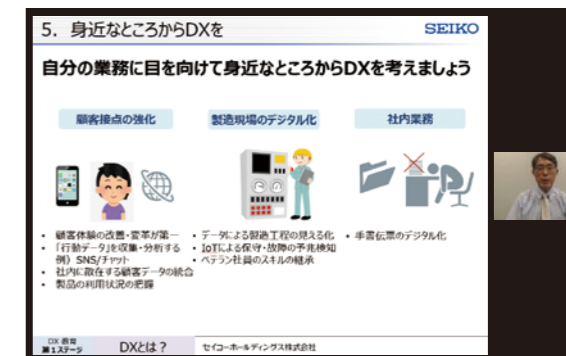 5. 身近なところからDXを
SEIKO
自分の業務に目を向けて身近なところからDXを考えましょう
顧客接点の強化
製造現場のデジタル化
社内業務
• 顧客体験の改善・変革が第一
• 「行動データ」を収集・分析する
例）SNS/チャット
• 社内に散在する顧客データの統合
• 製品の利用状況の把握
• データによる製造工程の見える化
• IoTによる保守・故障の予兆検知
• ベテラン社員のスキルの継承
• 手書伝票のデジタル化
DX 教育
第1ステージ
DXとは？
セイコーホールディングス株式会社